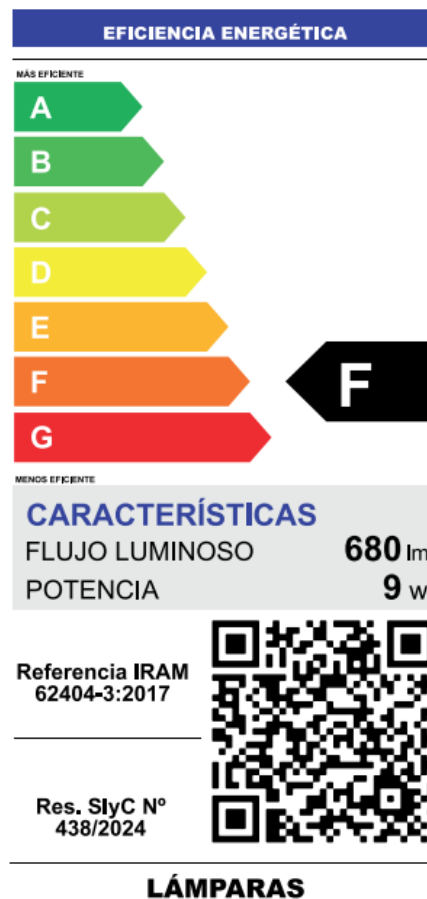 EFICIENCIA ENERGÉTICA
MÁS EFICIENTE
A
B
C
D
E
F
F
G
MENOS EFICIENTE
CARACTERÍSTICAS
FLUJO LUMINOSO 680 lm
POTENCIA 9 w
Referencia IRAM
62404-3:2017
Res. SIyC Nº
438/2024
LÁMPARAS